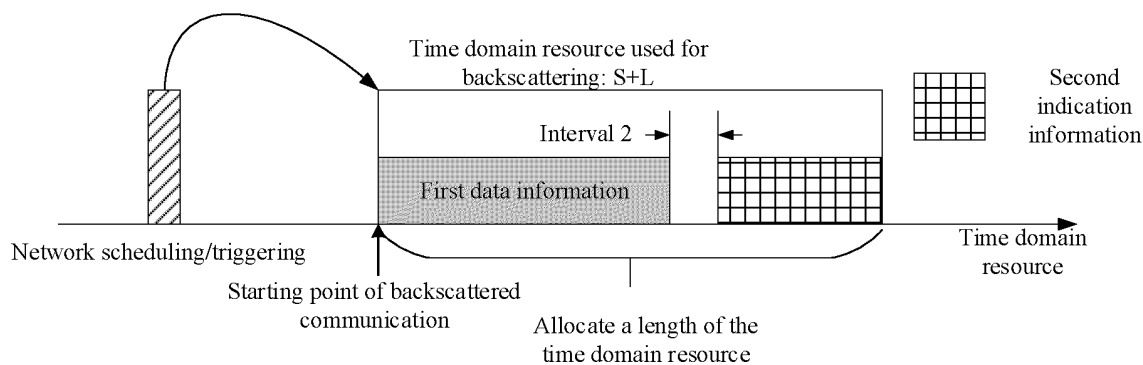 Time domain resource used for
backscattering: S+L
Second
indication
information
Interval 2
First data information
Network scheduling/triggering
Time domain
resource
Starting point of backscattered
communication
Allocate a length of the
time domain resource